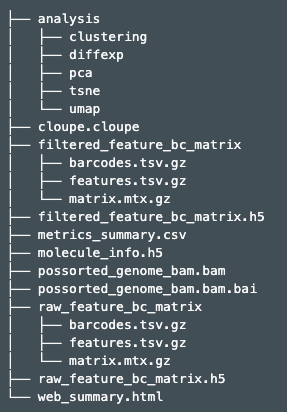 ├── analysis
│   ├── clustering
│   ├── diffexp
│   ├── pca
│   ├── tsne
│   └── umap
├── cloupe.cloupe
├── filtered_feature_bc_matrix
│   ├── barcodes.tsv.gz
│   ├── features.tsv.gz
│   └── matrix.mtx.gz
├── filtered_feature_bc_matrix.h5
├── metrics_summary.csv
├── molecule_info.h5
├── possorted_genome_bam.bam
├── possorted_genome_bam.bam.bai
├── raw_feature_bc_matrix
│   ├── barcodes.tsv.gz
│   ├── features.tsv.gz
│   └── matrix.mtx.gz
├── raw_feature_bc_matrix.h5
└── web_summary.html